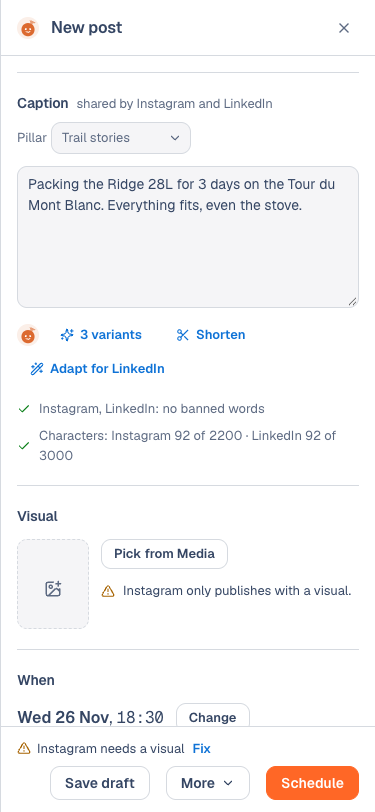 New post
Caption shared by Instagram and LinkedIn
Pillar Trail stories
Packing the Ridge 28L for 3 days on the Tour du
Mont Blanc. Everything fits, even the stove.
3 variants Shorten
Adapt for LinkedIn
Instagram, LinkedIn: no banned words
Characters: Instagram 92 of 2200 · LinkedIn 92 of
3000
Visual
Pick from Media
Instagram only publishes with a visual.
When
Wed 26 Nov, 18:30 Change
Instagram needs a visual Fix
Save draft More Schedule